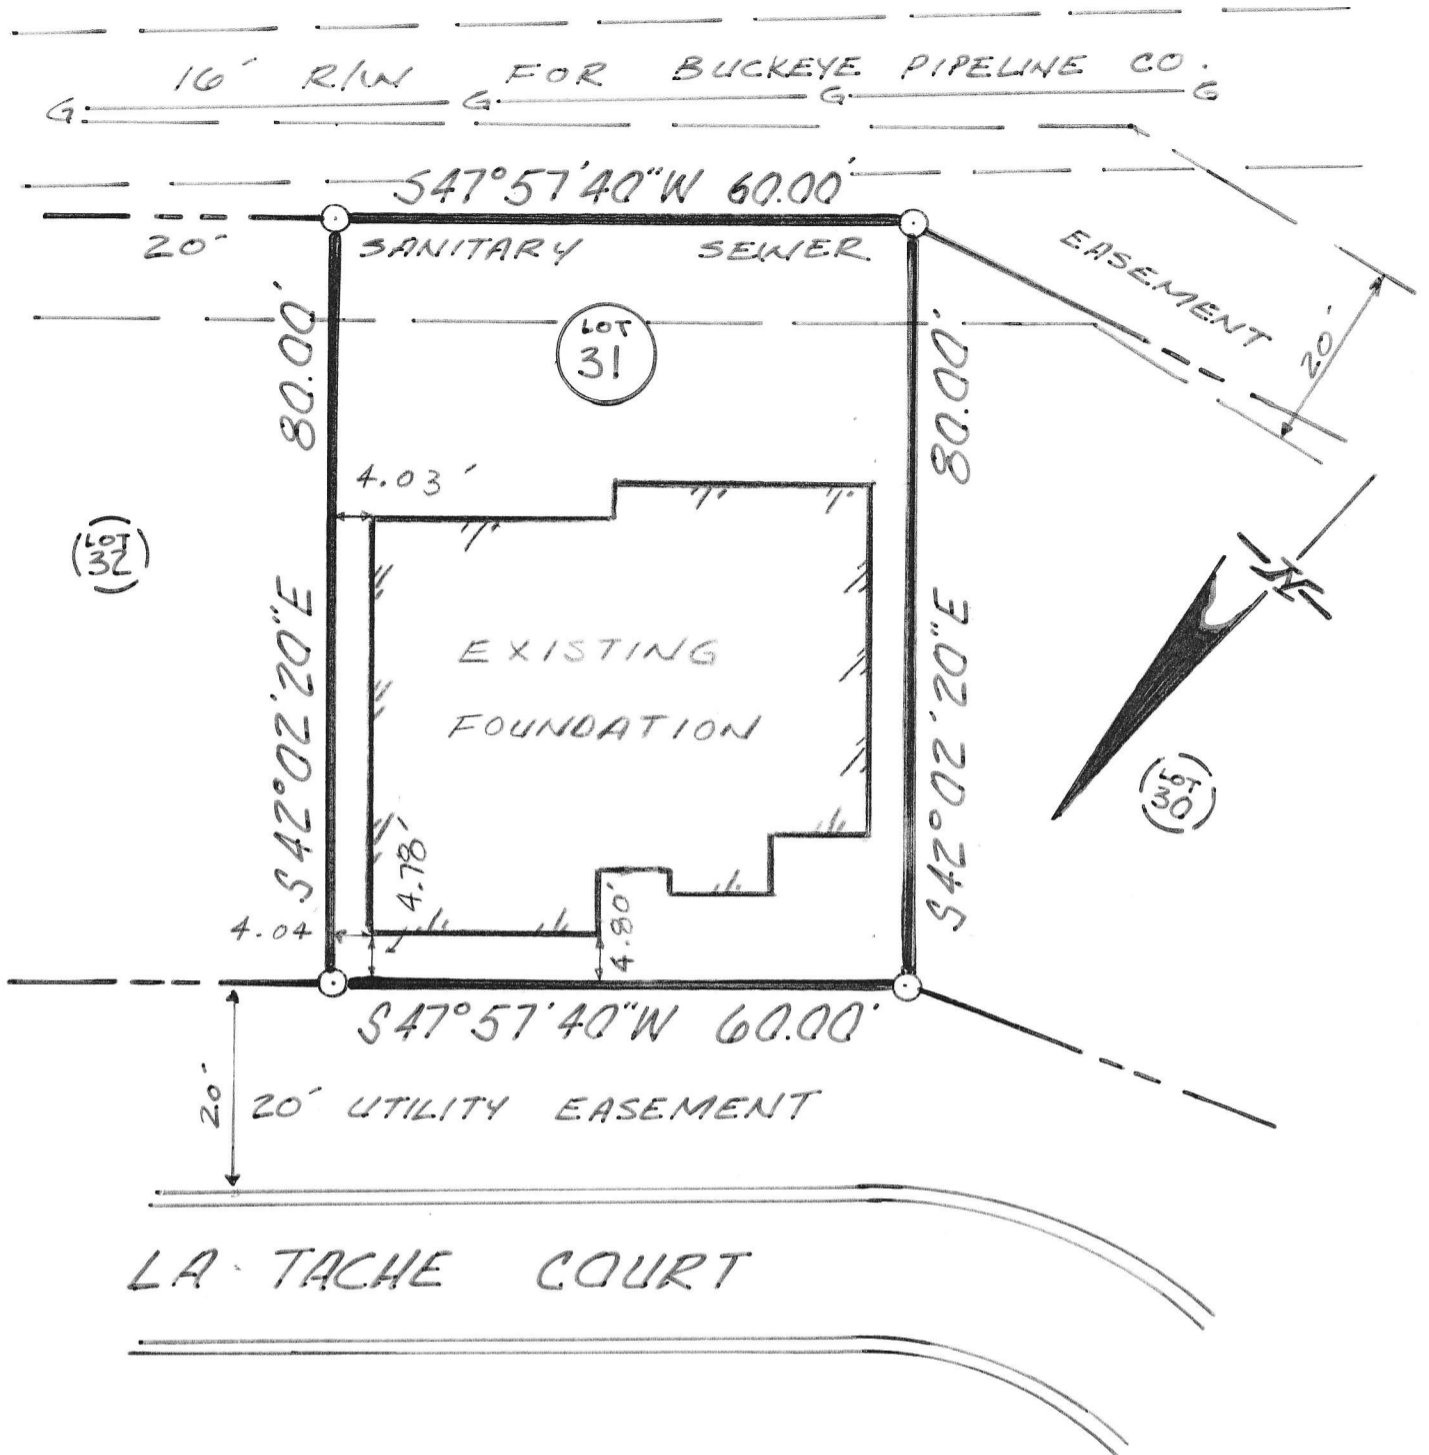 16' R/W FOR BUCKEYE PIPELINE CO.
G G G G
S47°57'40"W 60.00'
20' SANITARY SEWER EASEMENT
20'
LOT
31
80.00'
80.00'
4.03'
LOT
32
S42°02'20"E
S42°02'20"E
EXISTING
FOUNDATION
N
LOT
30
4.78'
4.04
4.80'
S47°57'40"W 60.00'
20'
20' UTILITY EASEMENT
LA TACHE COURT